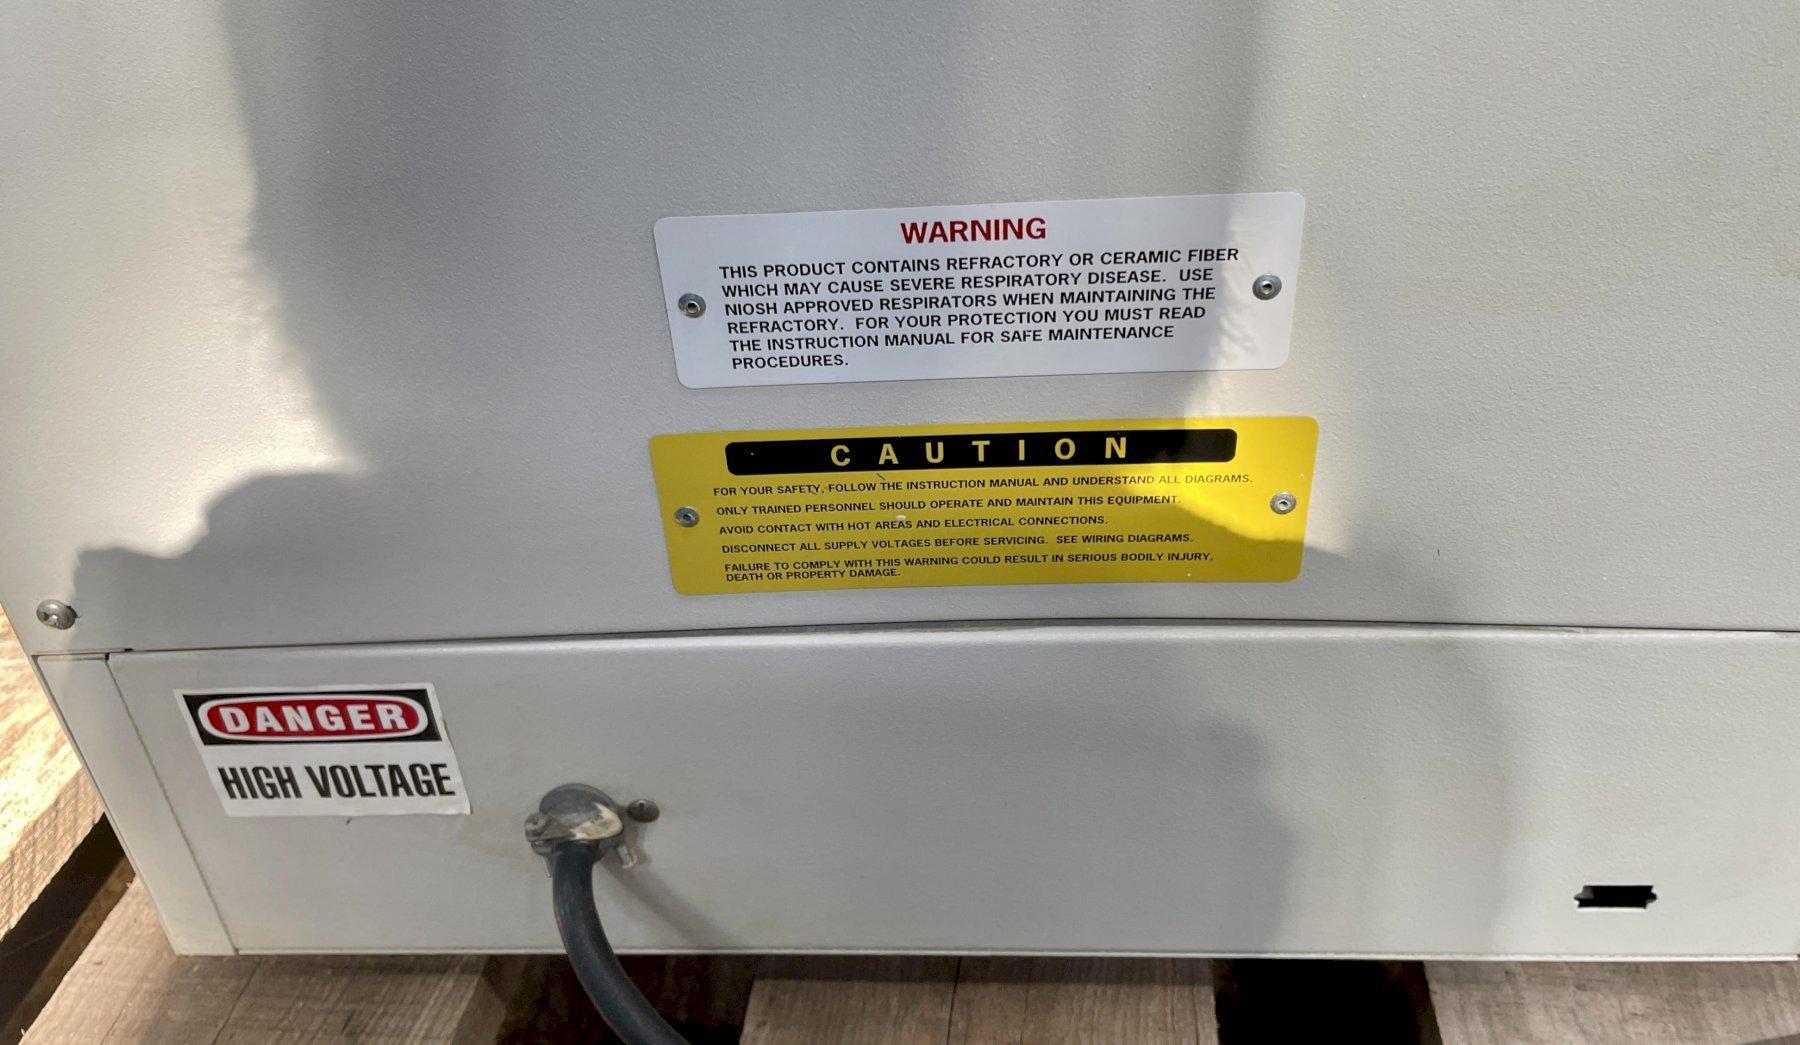 WARNING
THIS PRODUCT CONTAINS REFRACTORY OR CERAMIC FIBER
WHICH MAY CAUSE SEVERE RESPIRATORY DISEASE. USE
NIOSH APPROVED RESPIRATORS WHEN MAINTAINING THE
REFRACTORY. FOR YOUR PROTECTION YOU MUST READ
THE INSTRUCTION MANUAL FOR SAFE MAINTENANCE
PROCEDURES.
CAUTION
FOR YOUR SAFETY, FOLLOW THE INSTRUCTION MANUAL AND UNDERSTAND ALL DIAGRAMS.
ONLY TRAINED PERSONNEL SHOULD OPERATE AND MAINTAIN THIS EQUIPMENT.
AVOID CONTACT WITH HOT AREAS AND ELECTRICAL CONNECTIONS.
DISCONNECT ALL SUPPLY VOLTAGES BEFORE SERVICING. SEE WIRING DIAGRAMS.
FAILURE TO COMPLY WITH THIS WARNING COULD RESULT IN SERIOUS BODILY INJURY,
DEATH OR PROPERTY DAMAGE.
DANGER
HIGH VOLTAGE